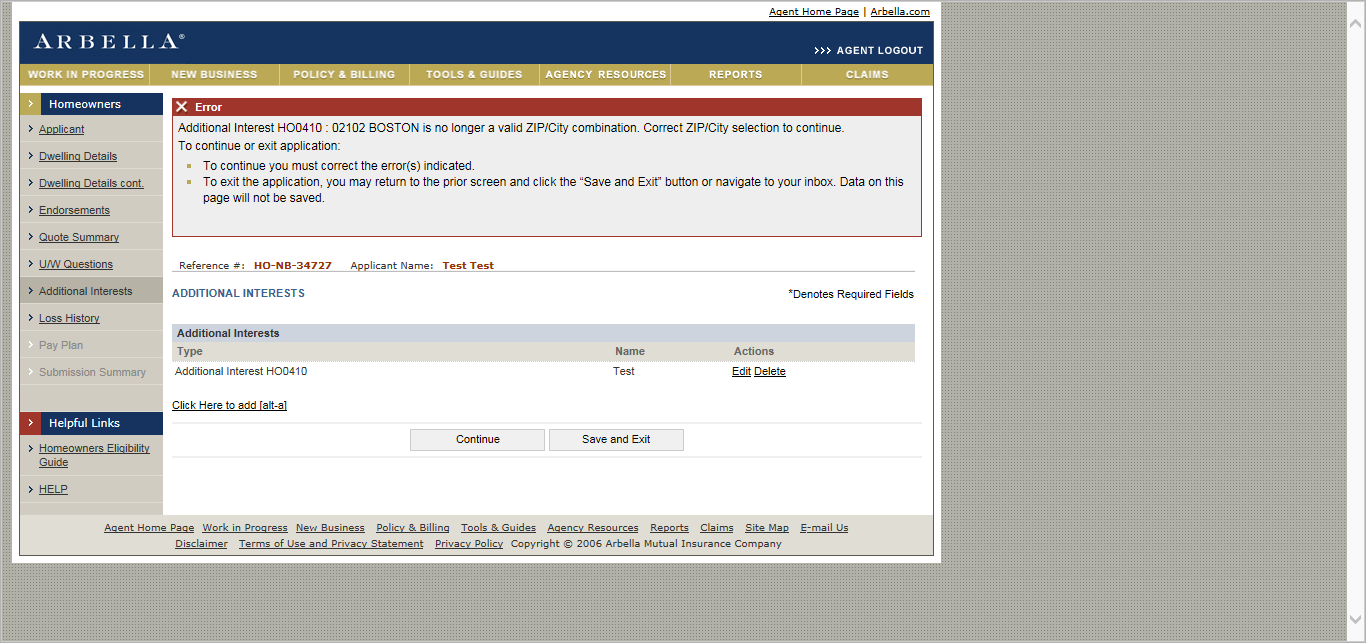 Agent Home Page | Arbella.com
ARBELLA®
>>> AGENT LOGOUT
WORK IN PROGRESS NEW BUSINESS POLICY & BILLING TOOLS & GUIDES AGENCY RESOURCES REPORTS CLAIMS
Homeowners
Applicant
Dwelling Details
Dwelling Details cont.
Endorsements
Quote Summary
U/W Questions
Additional Interests
Loss History
Pay Plan
Submission Summary
Helpful Links
Homeowners Eligibility
Guide
HELP
Error
Additional Interest HO0410 : 02102 BOSTON is no longer a valid ZIP/City combination. Correct ZIP/City selection to continue.
To continue or exit application:
To continue you must correct the error(s) indicated.
To exit the application, you may return to the prior screen and click the “Save and Exit” button or navigate to your inbox. Data on this
page will not be saved.
Reference #: HO-NB-34727 Applicant Name: Test Test
ADDITIONAL INTERESTS
*Denotes Required Fields
Additional Interests
Type Name Actions
Additional Interest HO0410 Test Edit Delete
Click Here to add [alt-a]
Continue Save and Exit
Agent Home Page Work in Progress New Business Policy & Billing Tools & Guides Agency Resources Reports Claims Site Map E-mail Us
Disclaimer Terms of Use and Privacy Statement Privacy Policy Copyright © 2006 Arbella Mutual Insurance Company